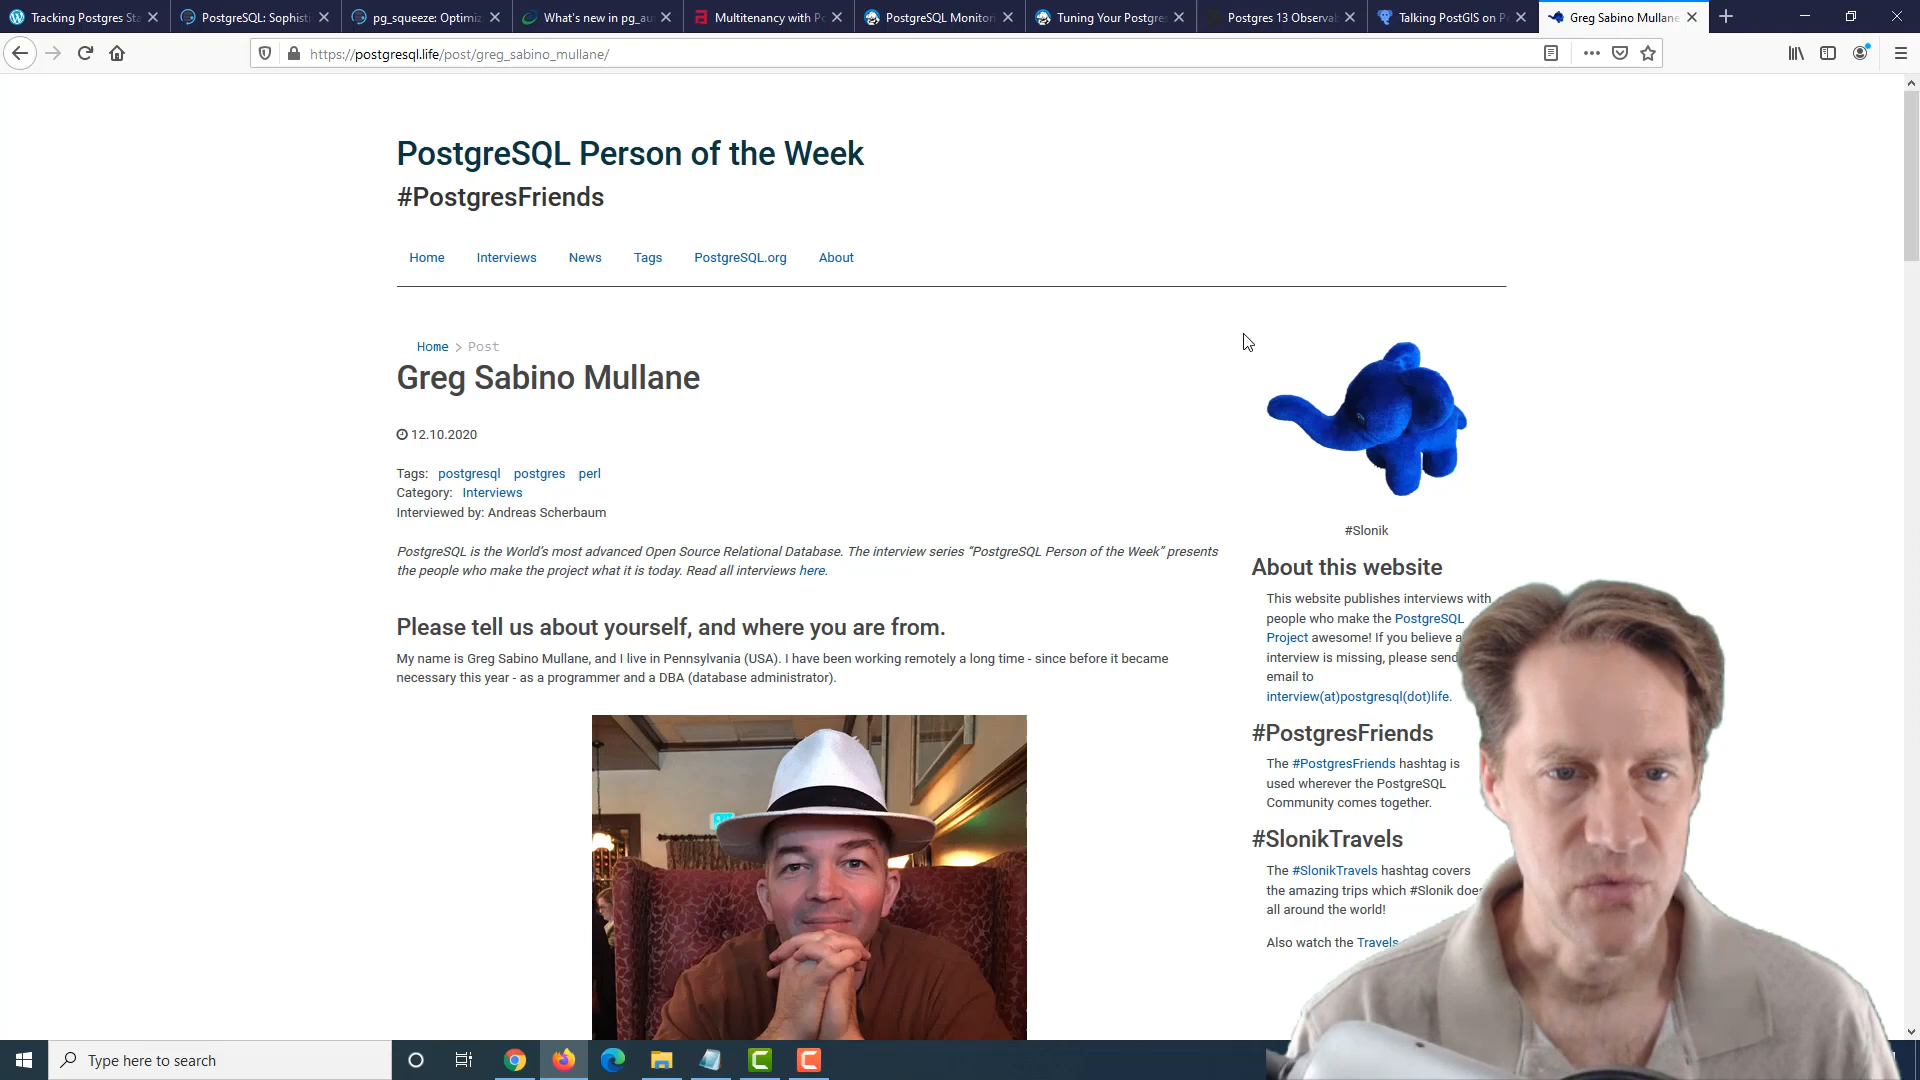 Tracking Postgres Sta
PostgreSQL: Sophisti
pg_squeeze: Optimiz
What's new in pg_au
Multitenancy with Po
PostgreSQL Monitori
Tuning Your Postgres
Postgres 13 Observab
Talking PostGIS on P
Greg Sabino Mullane
https://postgresql.life/post/greg_sabino_mullane/
PostgreSQL Person of the Week
#PostgresFriends
Home Interviews News Tags PostgreSQL.org About
Home > Post
Greg Sabino Mullane
12.10.2020
Tags: postgresql postgres perl
Category: Interviews
Interviewed by: Andreas Scherbaum
PostgreSQL is the World's most advanced Open Source Relational Database. The interview series "PostgreSQL Person of the Week" presents
the people who make the project what it is today. Read all interviews here.
Please tell us about yourself, and where you are from.
My name is Greg Sabino Mullane, and I live in Pennsylvania (USA). I have been working remotely a long time - since before it became
necessary this year - as a programmer and a DBA (database administrator).
#Slonik
About this website
This website publishes interviews with
people who make the PostgreSQL
Project awesome! If you believe a
interview is missing, please send
email to
interview(at)postgresql(dot)life.
#PostgresFriends
The #PostgresFriends hashtag is
used wherever the PostgreSQL
Community comes together.
#SlonikTravels
The #SlonikTravels hashtag covers
the amazing trips which #Slonik does
all around the world!
Also watch the Travels
Type here to search